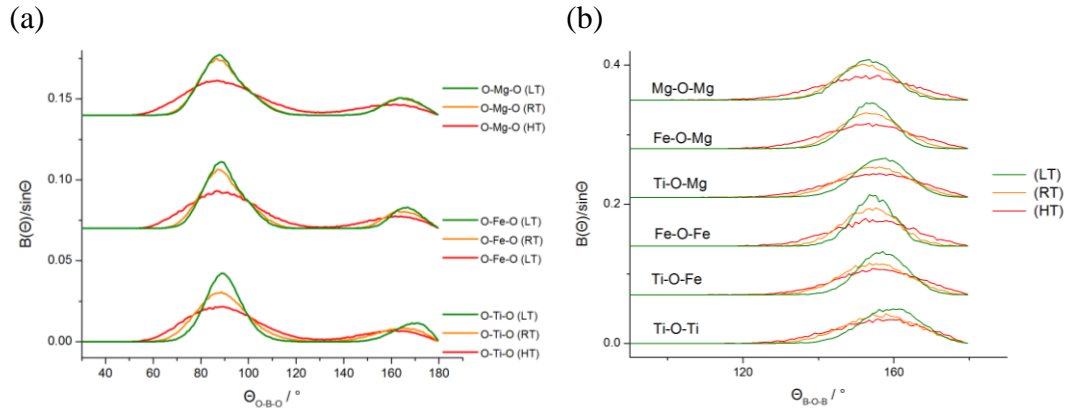 (a)
(b)
B(Θ)/sinΘ
0.15
0.10
0.05
0.00
O-Mg-O (LT)
O-Mg-O (RT)
O-Mg-O (HT)
O-Fe-O (LT)
O-Fe-O (RT)
O-Fe-O (LT)
O-Ti-O (LT)
O-Ti-O (RT)
O-Ti-O (HT)
40 60 80 100 120 140 160 180
ΘO-B-O / °
B(Θ)/sinΘ
0.4
0.2
0.0
Mg-O-Mg
Fe-O-Mg
Ti-O-Mg
Fe-O-Fe
Ti-O-Fe
Ti-O-Ti
(LT)
(RT)
(HT)
120 160
ΘB-O-B / °